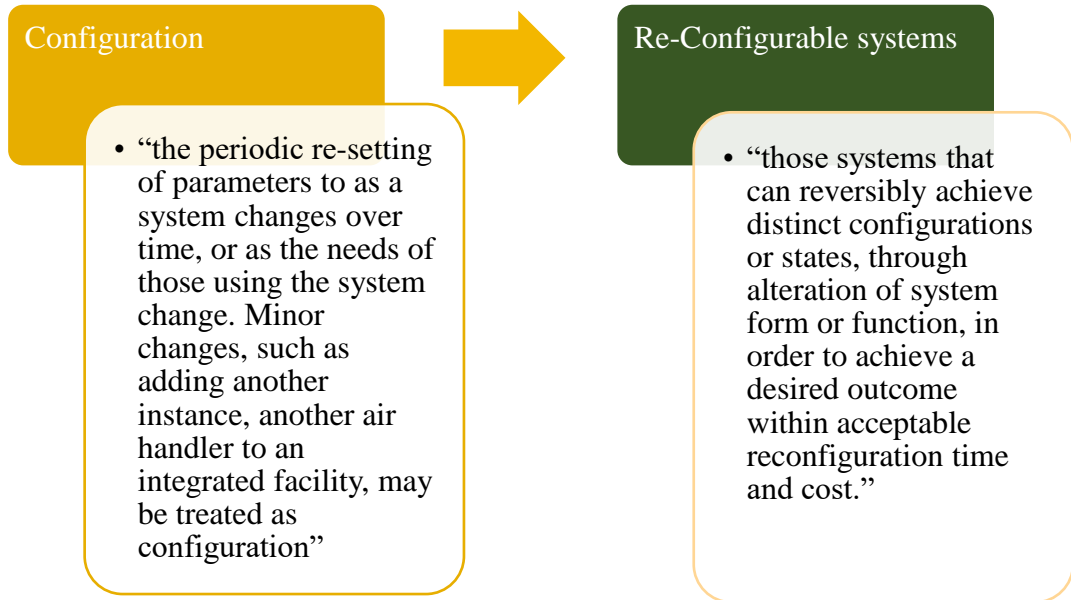 Configuration
• “the periodic re-setting
of parameters to as a
system changes over
time, or as the needs of
those using the system
change. Minor
changes, such as
adding another
instance, another air
handler to an
integrated facility, may
be treated as
configuration”
Re-Configurable systems
• “those systems that
can reversibly achieve
distinct configurations
or states, through
alteration of system
form or function, in
order to achieve a
desired outcome
within acceptable
reconfiguration time
and cost.”